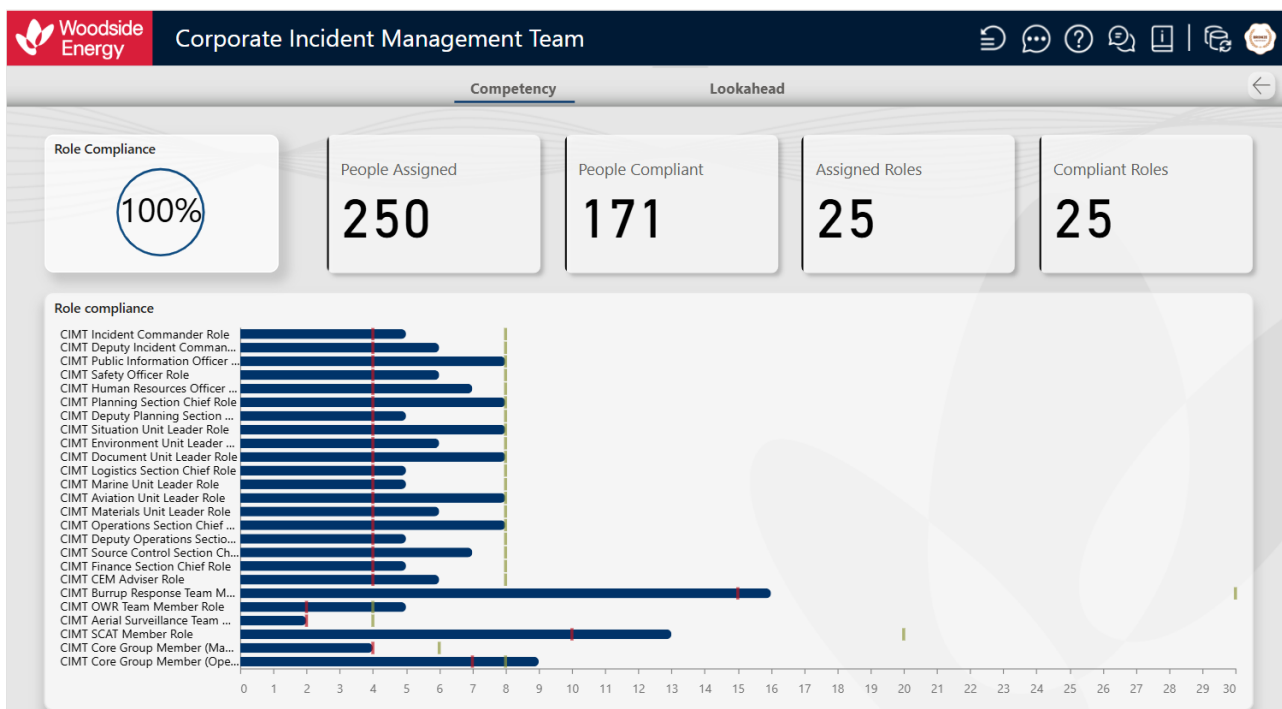 Woodside
Energy
Corporate Incident Management Team
Competency
Lookahead
Role Compliance
100%
People Assigned
250
People Compliant
171
Assigned Roles
25
Compliant Roles
25
Role compliance
CIMT Incident Commander Role
CIMT Deputy Incident Comman...
CIMT Public Information Officer ...
CIMT Safety Officer Role
CIMT Human Resources Officer ...
CIMT Planning Section Chief Role
CIMT Deputy Planning Section ...
CIMT Situation Unit Leader Role
CIMT Environment Unit Leader ...
CIMT Document Unit Leader Role
CIMT Logistics Section Chief Role
CIMT Marine Unit Leader Role
CIMT Aviation Unit Leader Role
CIMT Materials Unit Leader Role
CIMT Operations Section Chief ...
CIMT Deputy Operations Sectio...
CIMT Source Control Section Ch...
CIMT Finance Section Chief Role
CIMT CEM Adviser Role
CIMT Burrup Response Team M...
CIMT OWR Team Member Role
CIMT Aerial Surveillance Team ...
CIMT SCAT Member Role
CIMT Core Group Member (Ma...
CIMT Core Group Member (Ope...
0 1 2 3 4 5 6 7 8 9 10 11 12 13 14 15 16 17 18 19 20 21 22 23 24 25 26 27 28 29 30